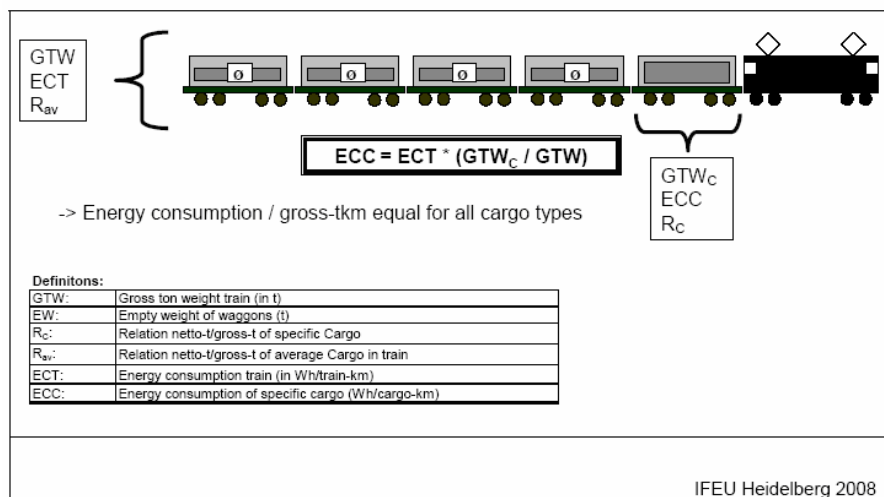 GTW
ECT
Rav
ø ø ø ø
ECC = ECT * (GTWC / GTW)
GTWC
ECC
RC
-> Energy consumption / gross-tkm equal for all cargo types
Definitons:
GTW: Gross ton weight train (in t)
EW: Empty weight of waggons (t)
RC: Relation netto-t/gross-t of specific Cargo
Rav: Relation netto-t/gross-t of average Cargo in train
ECT: Energy consumption train (in Wh/train-km)
ECC: Energy consumption of specific cargo (Wh/cargo-km)
IFEU Heidelberg 2008